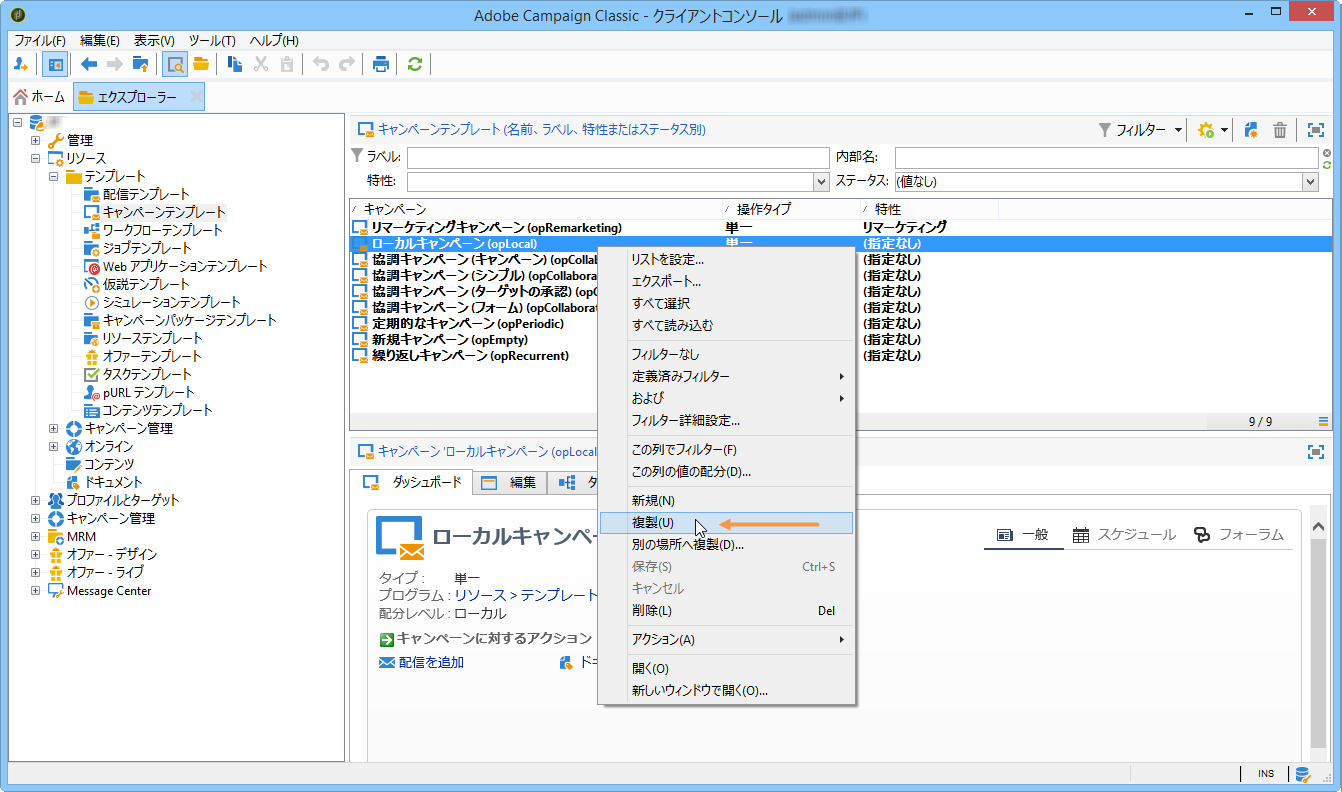 Adobe Campaign Classic - クライアントコンソール
ファイル(F) 編集(E) 表示(V) ツール(T) ヘルプ(H)
ホーム エクスプローラー
管理
リソース
テンプレート
配信テンプレート
キャンペーンテンプレート
ワークフローテンプレート
ジョブテンプレート
Web アプリケーションテンプレート
仮説テンプレート
シミュレーションテンプレート
キャンペーンパッケージテンプレート
リソーステンプレート
オファーテンプレート
タスクテンプレート
pURL テンプレート
コンテンツテンプレート
キャンペーン管理
オンライン
コンテンツ
ドキュメント
プロファイルとターゲット
キャンペーン管理
MRM
オファー - デザイン
オファー - ライブ
Message Center
キャンペーンテンプレート (名前、ラベル、特性またはステータス別) フィルター
ラベル: 内部名:
特性: ステータス: (値なし)
キャンペーン 操作タイプ 特性
リマーケティングキャンペーン (opRemarketing) 単一 リマーケティング
ローカルキャンペーン (opLocal) 単一 (指定なし)
協調キャンペーン (キャンペーン) (opCollab (指定なし)
協調キャンペーン (シンプル) (opCollabora (指定なし)
協調キャンペーン (ターゲットの承認) (opC (指定なし)
協調キャンペーン (フォーム) (opCollaborat (指定なし)
定期的なキャンペーン (opPeriodic) (指定なし)
新規キャンペーン (opEmpty) (指定なし)
繰り返しキャンペーン (opRecurrent) (指定なし)
9 / 9
リストを設定...
エクスポート...
すべて選択
すべて読み込む
フィルターなし
定義済みフィルター
および
フィルター詳細設定...
この列でフィルター(F)
この列の値の配分(D)...
新規(N)
複製(U)
別の場所へ複製(D)...
保存(S) Ctrl+S
キャンセル
削除(L) Del
アクション(A)
開く(O)
新しいウィンドウで開く(O)...
キャンペーン 'ローカルキャンペーン (opLocal
ダッシュボード 編集 タ
ローカルキャンペー
一般 スケジュール フォーラム
タイプ : 単一
プログラム : リソース > テンプレート
配分レベル : ローカル
キャンペーンに対するアクション
配信を追加 ドキ
INS